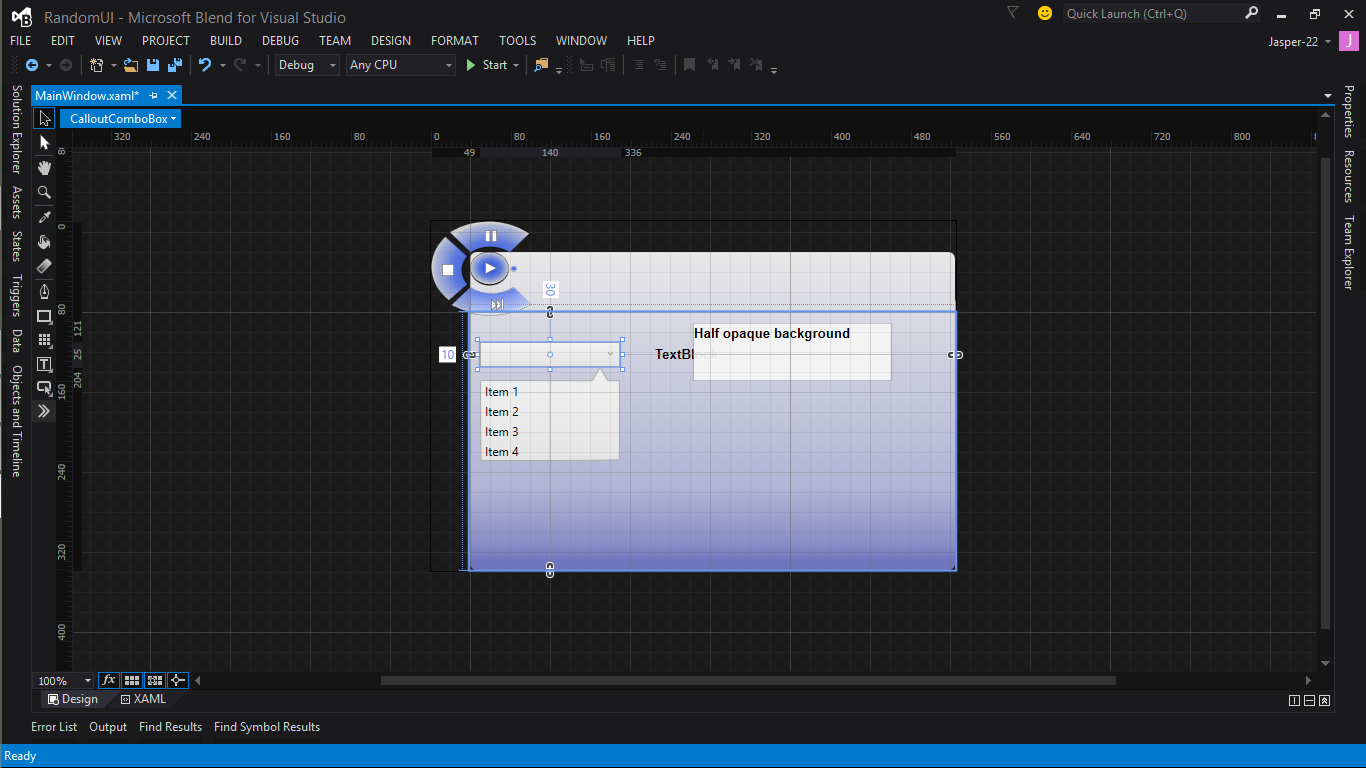 RandomUI - Microsoft Blend for Visual Studio
Quick Launch (Ctrl+Q)
FILE EDIT VIEW PROJECT BUILD DEBUG TEAM DESIGN FORMAT TOOLS WINDOW HELP
Jasper-22
J
Debug
Any CPU
Start
MainWindow.xaml*
CalloutComboBox
Solution Explorer
Assets
States
Triggers
Data
Objects and Timeline
Properties
Resources
Team Explorer
320 240 160 80 0 80 160 240 320 400 480 560 640 720 800
49 140 336
0
80
121
25
204
160
240
320
400
30
10
Half opaque background
TextBlock
Item 1
Item 2
Item 3
Item 4
100%
fx
Design
XAML
Error List Output Find Results Find Symbol Results
Ready